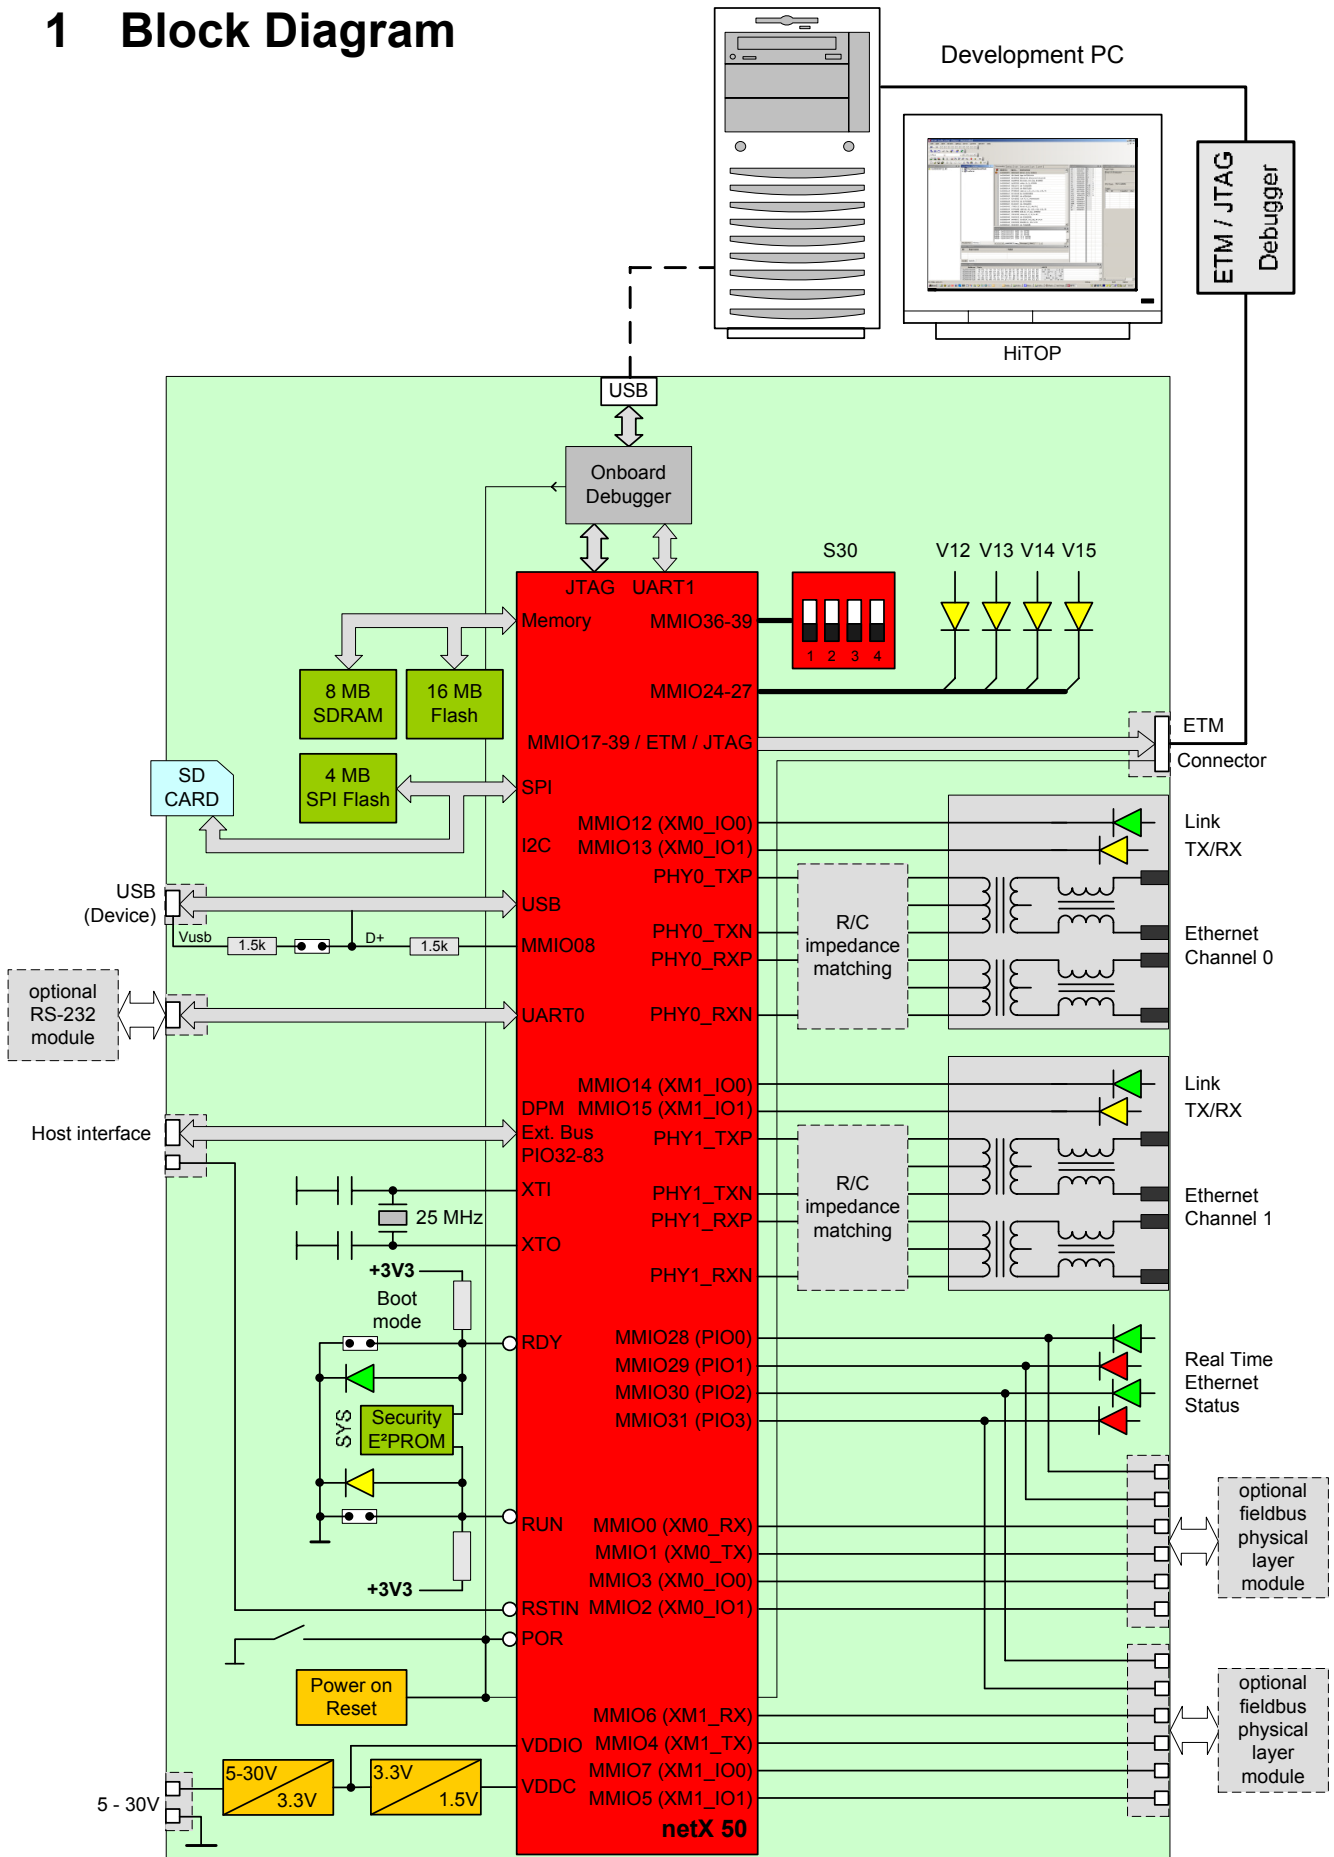 1 Block Diagram
Development PC
ETM / JTAG
Debugger
HiTOP
USB
Onboard
Debugger
JTAG UART1
S30
V12 V13 V14 V15
Memory
MMIO36-39
1 2 3 4
8 MB
SDRAM
16 MB
Flash
MMIO24-27
MMIO17-39 / ETM / JTAG
ETM
Connector
SD
CARD
4 MB
SPI Flash
SPI
I2C
MMIO12 (XM0_IO0)
Link
MMIO13 (XM0_IO1)
TX/RX
PHY0_TXP
USB
(Device)
USB
Vusb
1.5k
D+
1.5k
MMIO08
PHY0_TXN
PHY0_RXP
R/C
impedance
matching
Ethernet
Channel 0
optional
RS-232
module
UART0
PHY0_RXN
MMIO14 (XM1_IO0)
Link
DPM
MMIO15 (XM1_IO1)
TX/RX
Host interface
Ext. Bus
PIO32-83
PHY1_TXP
XTI
PHY1_TXN
25 MHz
PHY1_RXP
R/C
impedance
matching
Ethernet
Channel 1
XTO
PHY1_RXN
+3V3
Boot
mode
RDY
MMIO28 (PIO0)
MMIO29 (PIO1)
MMIO30 (PIO2)
MMIO31 (PIO3)
Real Time
Ethernet
Status
SYS
Security
E²PROM
RUN
MMIO0 (XM0_RX)
MMIO1 (XM0_TX)
MMIO3 (XM0_IO0)
MMIO2 (XM0_IO1)
optional
fieldbus
physical
layer
module
+3V3
RSTIN
POR
Power on
Reset
MMIO6 (XM1_RX)
MMIO4 (XM1_TX)
MMIO7 (XM1_IO0)
MMIO5 (XM1_IO1)
optional
fieldbus
physical
layer
module
VDDIO
VDDC
5 - 30V
5-30V
3.3V
3.3V
1.5V
netX 50